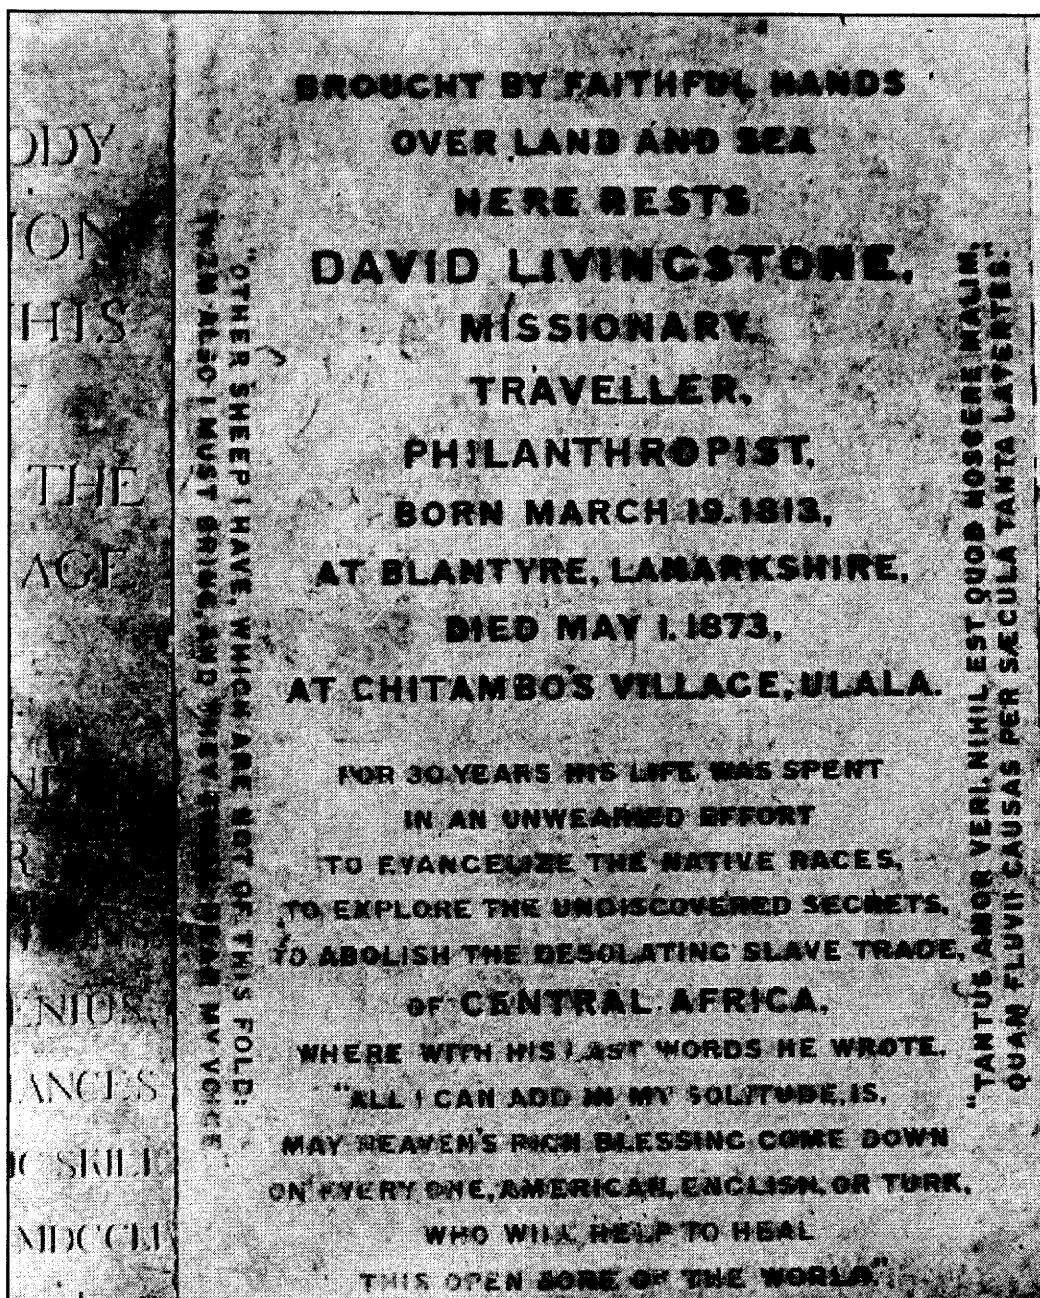 BROUGHT BY FAITHFUL HANDS
OVER LAND AND SEA
HERE RESTS
DAVID LIVINGSTONE,
MISSIONARY,
TRAVELLER,
PHILANTHROPIST,
BORN MARCH 19.1813,
AT BLANTYRE, LANARKSHIRE,
DIED MAY 1.1873,
AT CHITAMBO'S VILLAGE, ULALA.
FOR 30 YEARS HIS LIFE WAS SPENT
IN AN UNWEARIED EFFORT
TO EVANGELIZE THE NATIVE RACES,
TO EXPLORE THE UNDISCOVERED SECRETS,
TO ABOLISH THE DESOLATING SLAVE TRADE,
OF CENTRAL AFRICA,
WHERE WITH HIS LAST WORDS HE WROTE,
"ALL I CAN ADD IN MY SOLITUDE, IS,
MAY HEAVEN'S RICH BLESSING COME DOWN
ON EVERY ONE, AMERICAN, ENGLISH, OR TURK,
WHO WILL HELP TO HEAL
THIS OPEN SORE OF THE WORLD."
"OTHER SHEEP I HAVE, WHICH ARE NOT OF THIS FOLD:
THEM ALSO I MUST BRING, AND THEY SHALL HEAR MY VOICE
"TANTUS AMOR VERI, NIHIL EST QUOD NOSCERE MALIM,
QUAM FLUVII CAUSAS PER SÆCULA TANTA LATENTES."
ODY
ION
HIS
THE
AGE
ENIUS,
ANCES
IC SKILL
MDCCLI